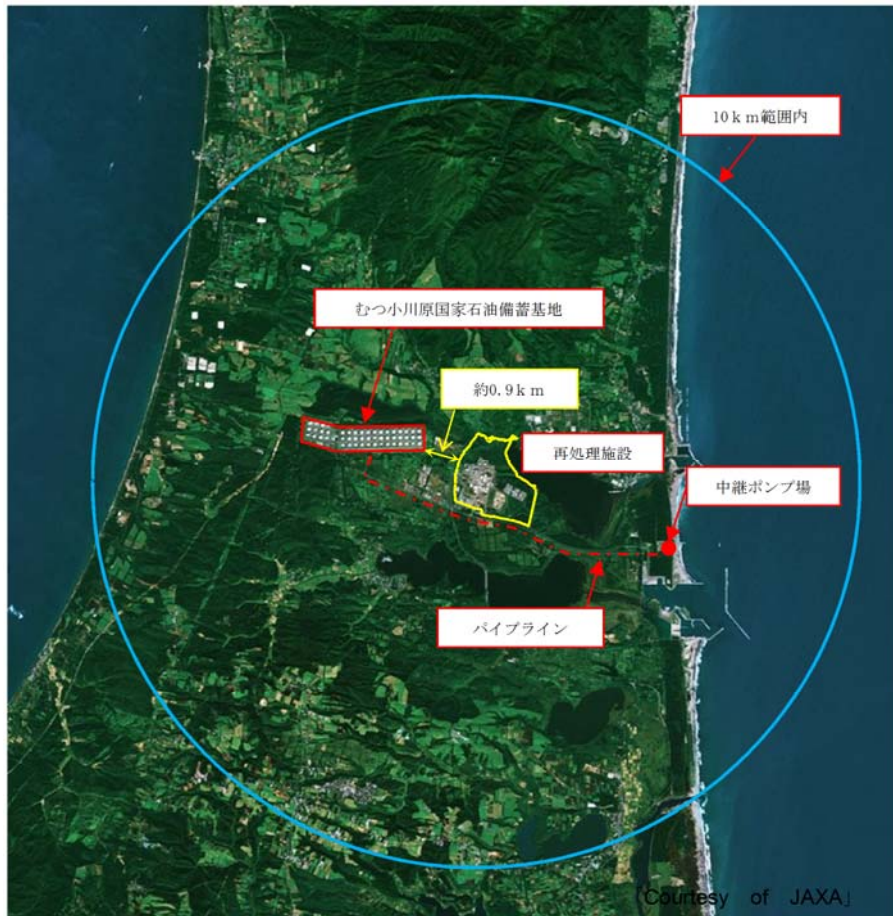 10km範囲内
むつ小川原国家石油備蓄基地
約0.9km
再処理施設
中継ポンプ場
パイプライン
「Courtesy of JAXA」